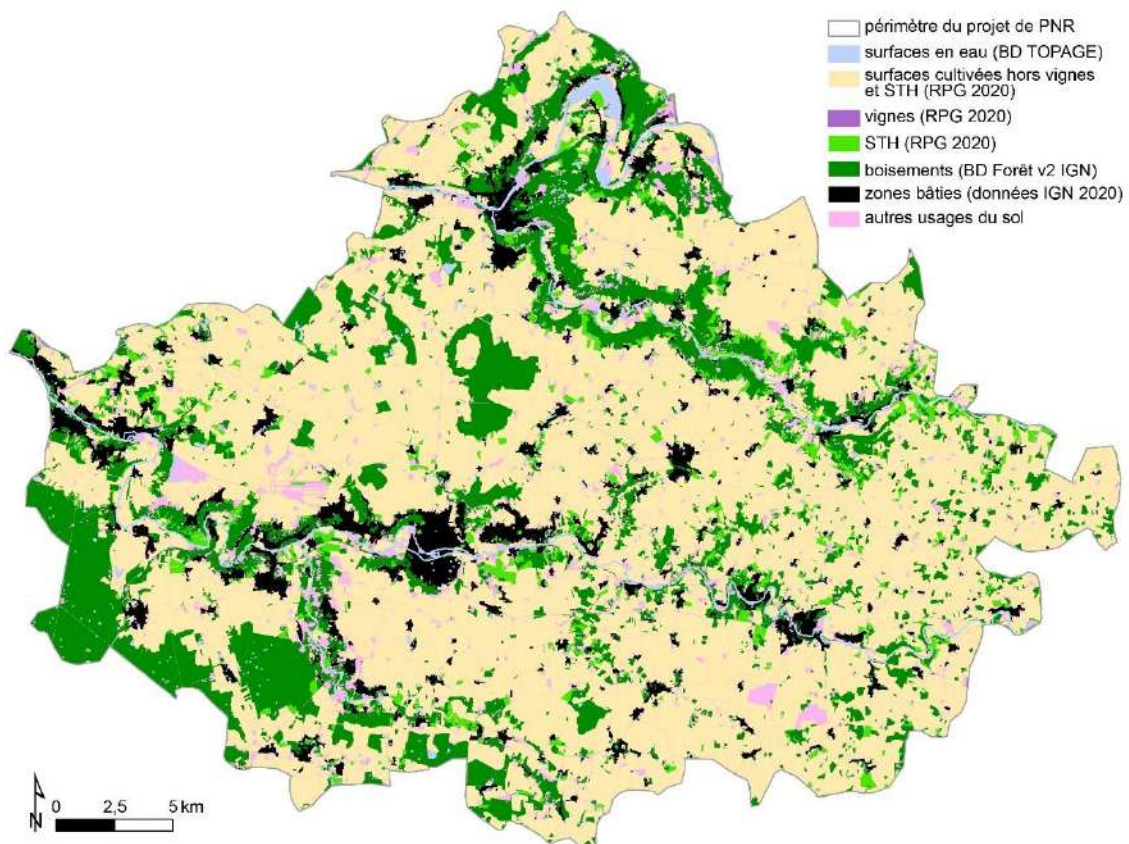 périmètre du projet de PNR
surfaces en eau (BD TOPAGE)
surfaces cultivées hors vignes
et STH (RPG 2020)
vignes (RPG 2020)
STH (RPG 2020)
boisements (BD Forêt v2 IGN)
zones bâties (données IGN 2020)
autres usages du sol
N
0 2,5 5 km